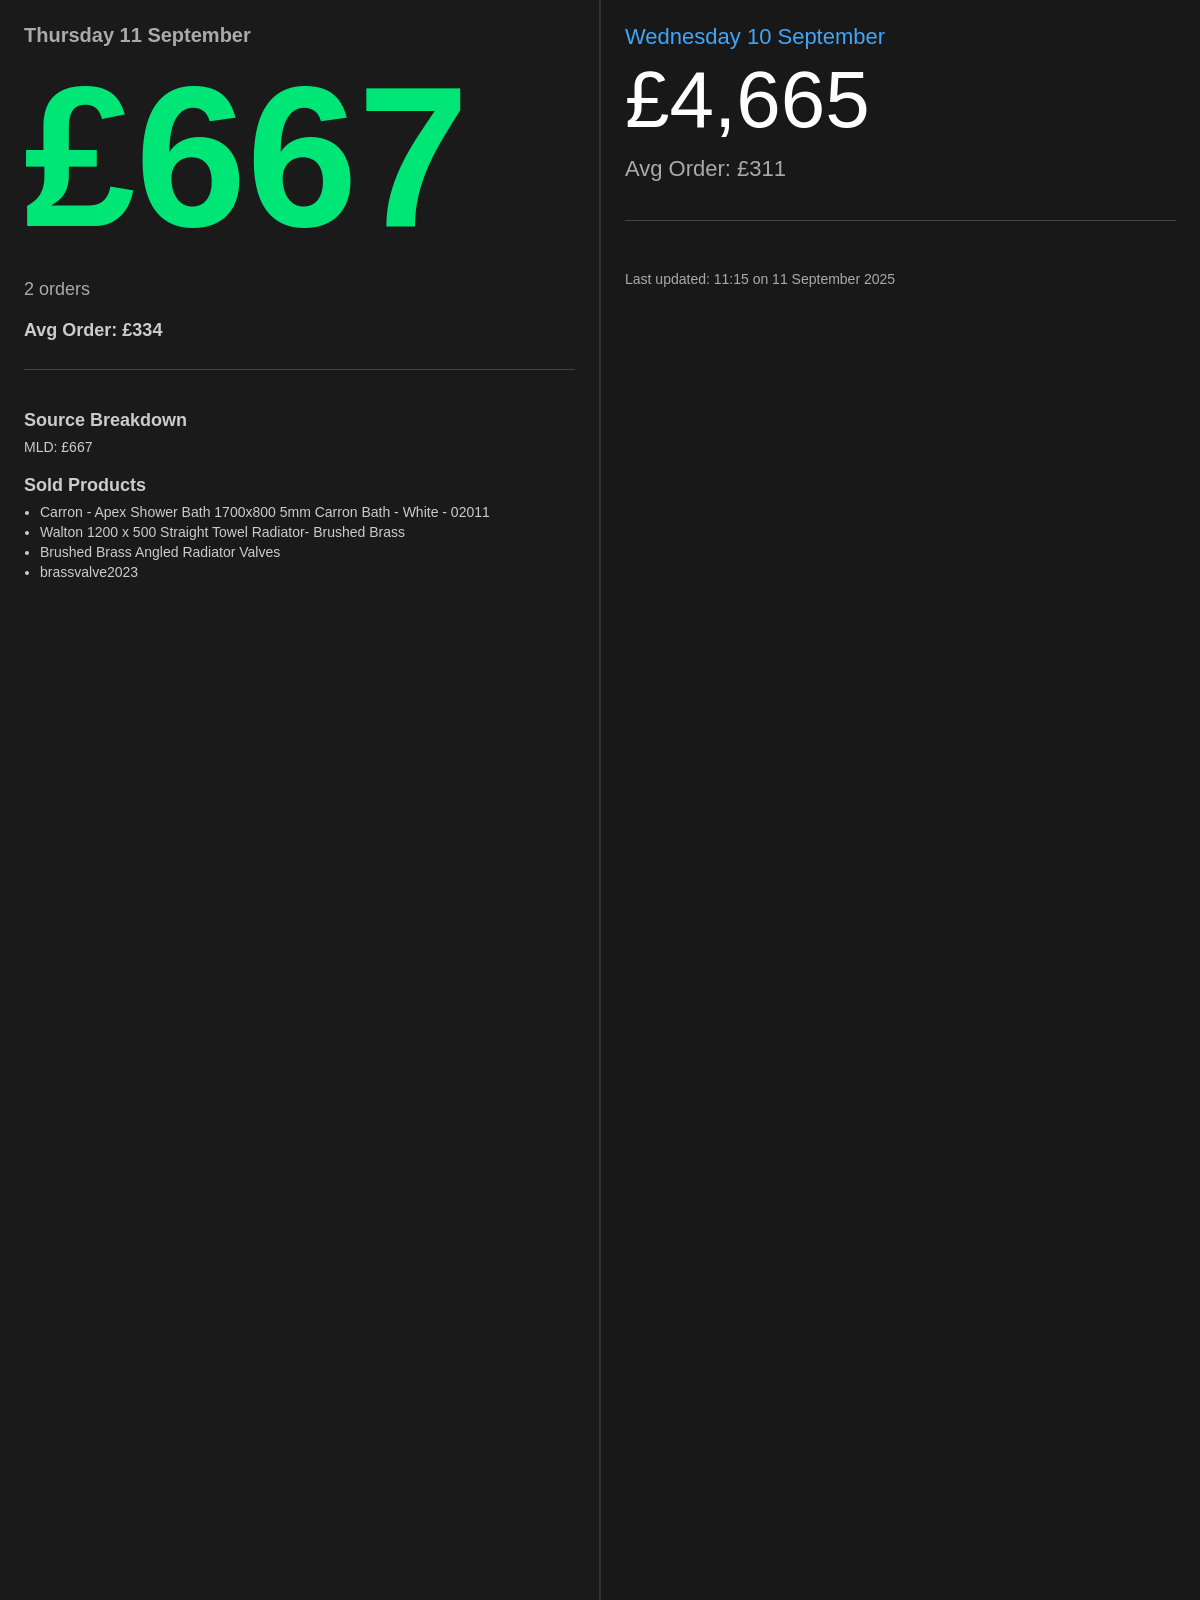 Thursday 11 September
£667
2 orders
Avg Order: £334
Source Breakdown
MLD: £667
Sold Products
Carron - Apex Shower Bath 1700x800 5mm Carron Bath - White - 02011
Walton 1200 x 500 Straight Towel Radiator- Brushed Brass
Brushed Brass Angled Radiator Valves
brassvalve2023
Wednesday 10 September
£4,665
Avg Order: £311
Last updated: 11:15 on 11 September 2025